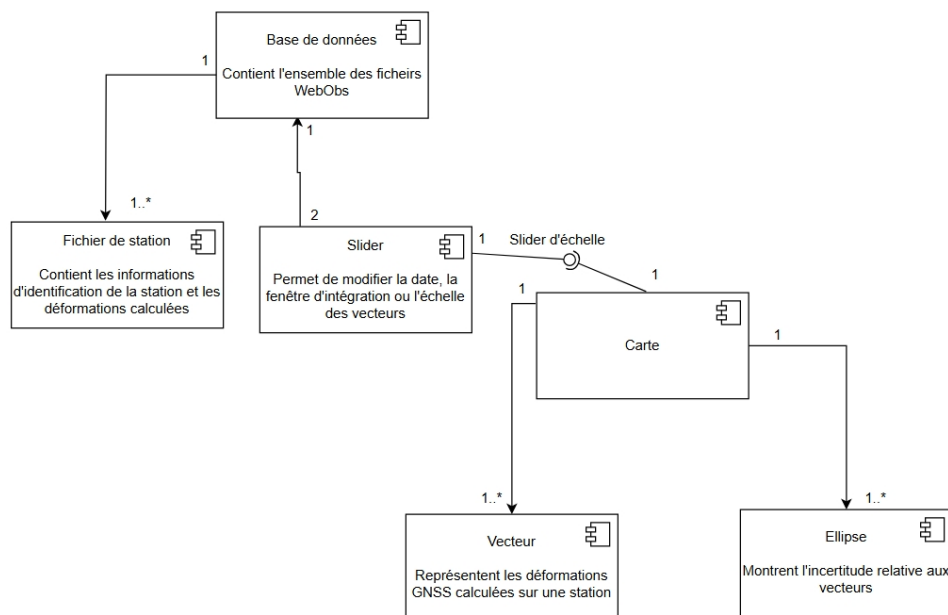 Base de données
Contient l'ensemble des ficheirs
WebObs
1
1
1..*
2
Fichier de station
Contient les informations
d'identification de la station et les
déformations calculées
Slider
Permet de modifier la date, la
fenêtre d'intégration ou l'échelle
des vecteurs
1
Slider d'échelle
1
1
Carte
1
1..*
1..*
Vecteur
Représentent les déformations
GNSS calculées sur une station
Ellipse
Montrent l'incertitude relative aux
vecteurs